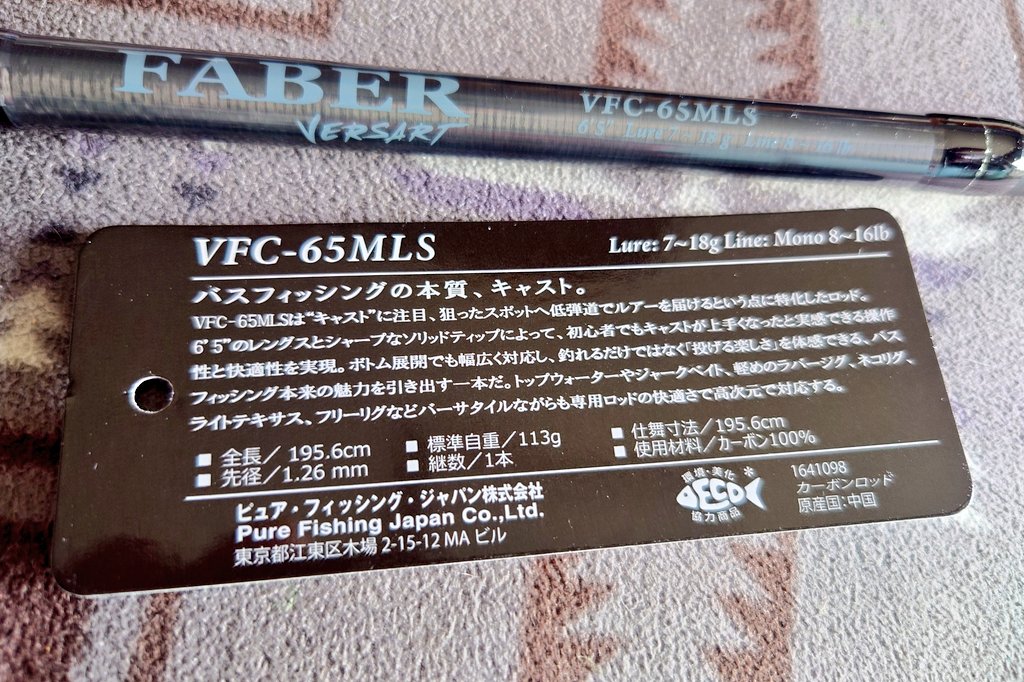 FABER
VERSART
VFC-65MLS
6'5" Lure 7~18g Line 8~16lb
VFC-65MLS
Lure: 7~18g Line: Mono 8~16lb
バスフィッシングの本質、キャスト。
VFC-65MLSは"キャスト"に注目、狙ったスポットへ低弾道でルアーを届けるという点に特化したロッド。
6'5"のレングスとシャープなソリッドティップによって、初心者でもキャストが上手くなったと実感できる操作
性と快適性を実現。ボトム展開でも幅広く対応し、釣れるだけではなく「投げる楽しさ」を体感できる、バス
フィッシング本来の魅力を引き出す一本だ。トップウォーターやジャークベイト、軽めのラバージグ、ネコリグ、
ライトテキサス、フリーリグなどバーサタイルながらも専用ロッドの快適さで高次元で対応する。
■ 全長／195.6cm ■ 標準自重／113g ■ 仕舞寸法／195.6cm
■ 先径／1.26 mm ■ 継数／1本 ■ 使用材料／カーボン100%
ピュア・フィッシング・ジャパン株式会社
Pure Fishing Japan Co.,Ltd.
東京都江東区木場 2-15-12 MA ビル
環境・美化
ECO
協力商品
1641098
カーボンロッド
原産国：中国